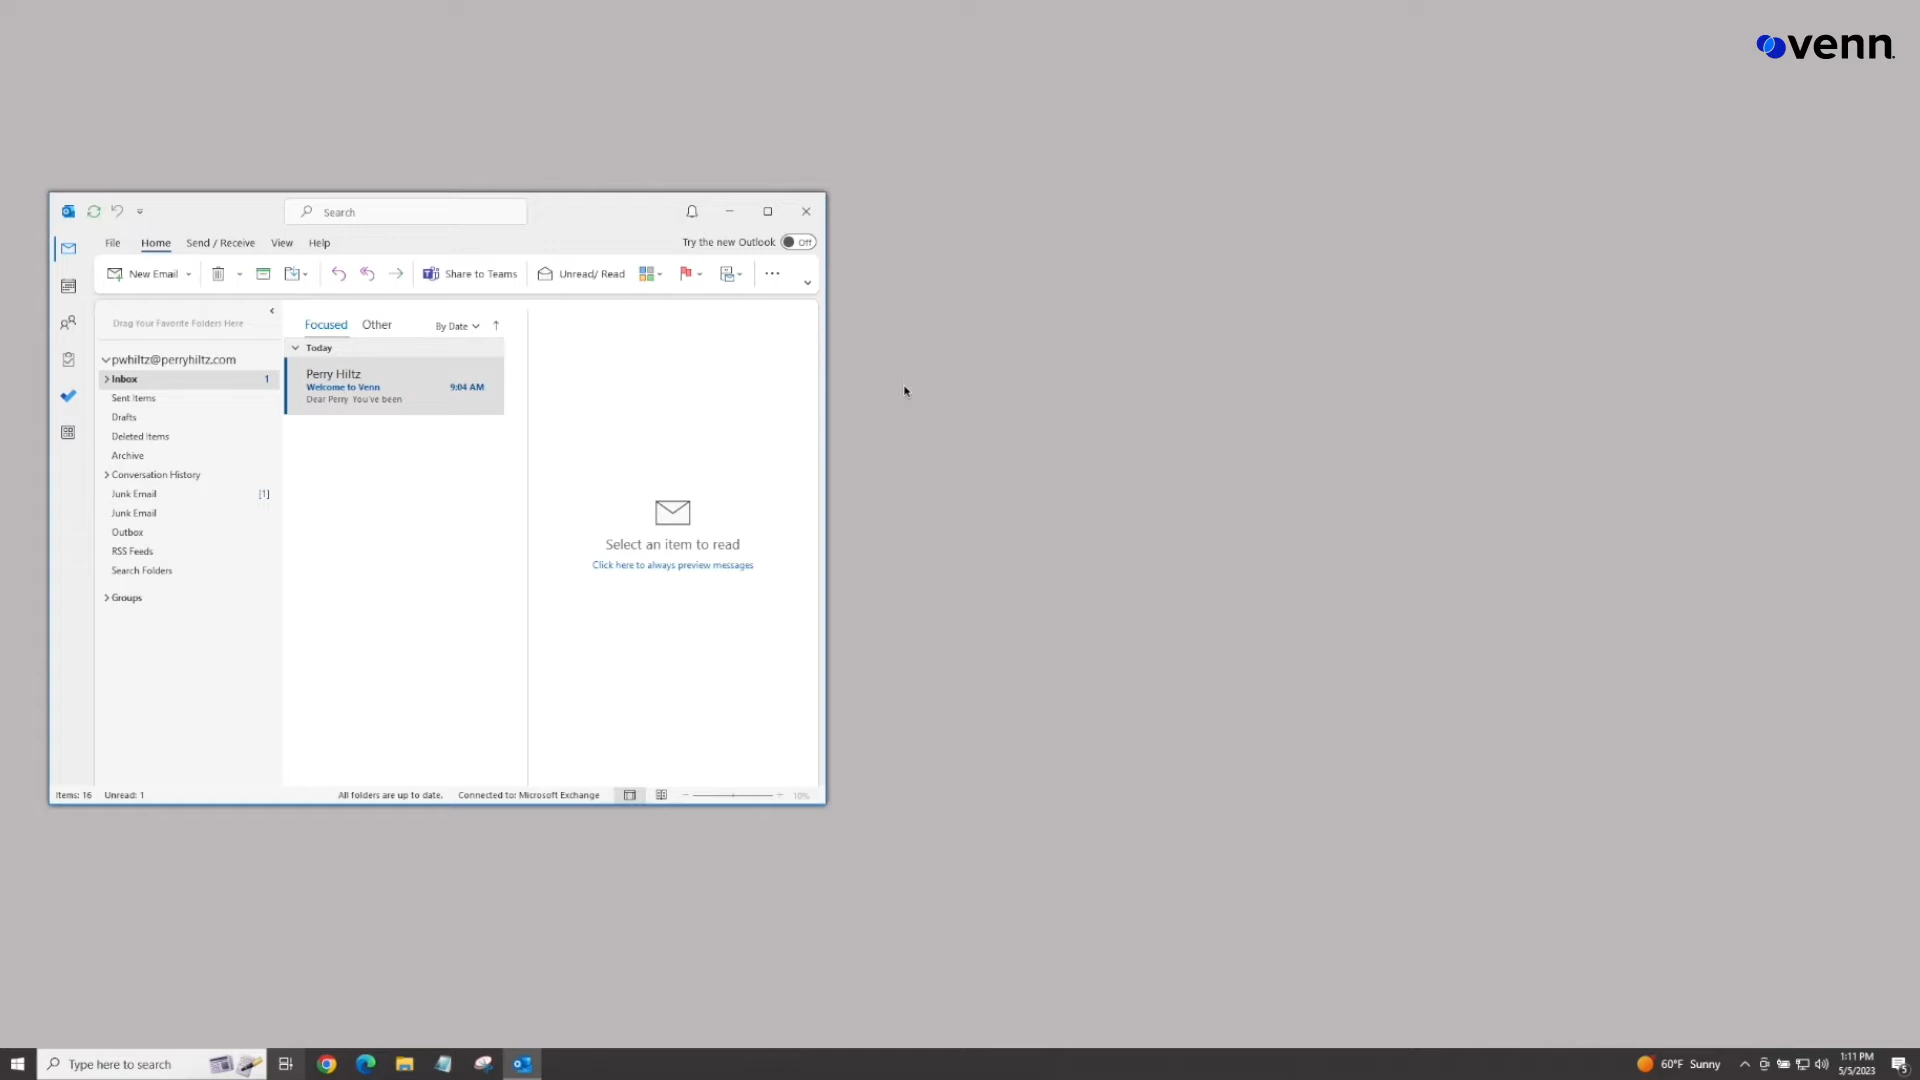 venn
Search
File Home Send / Receive View Help
Try the new Outlook Off
New Email
Share to Teams
Unread/ Read
Drag Your Favorite Folders Here
pwhiltz@perryhiltz.com
Inbox 1
Sent Items
Drafts
Deleted Items
Archive
Conversation History
Junk Email [1]
Junk Email
Outbox
RSS Feeds
Search Folders
Groups
Focused Other By Date
Today
Perry Hiltz
Welcome to Venn 9:04 AM
Dear Perry You've been
Select an item to read
Click here to always preview messages
Items: 16 Unread: 1
All folders are up to date. Connected to: Microsoft Exchange 10%
Type here to search
60°F Sunny
1:11 PM
5/5/2023
5